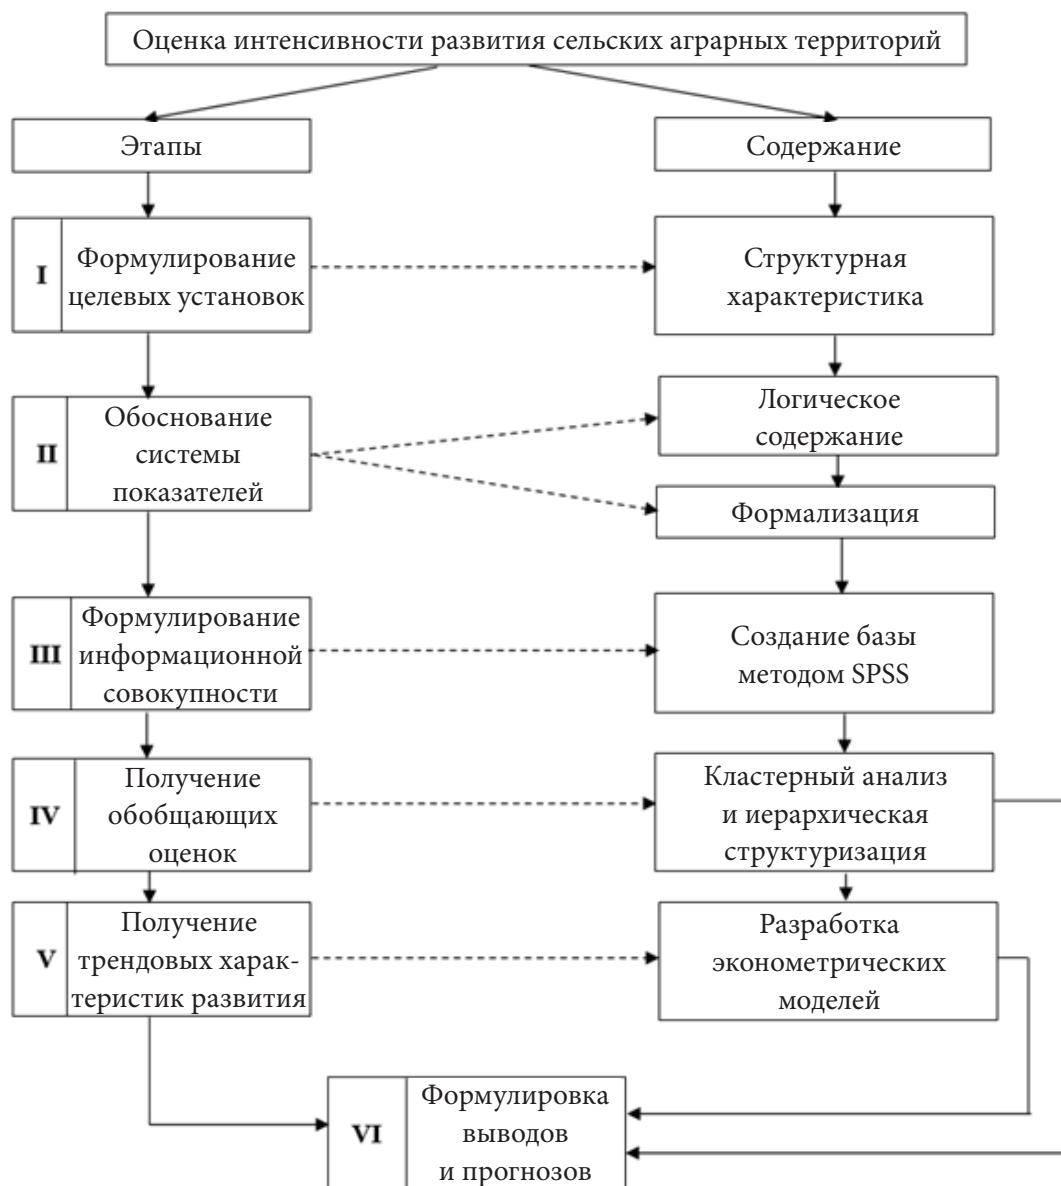 Оценка интенсивности развития сельских аграрных территорий
Этапы
Содержание
I
Формулирование
целевых установок
Структурная
характеристика
II
Обоснование
системы
показателей
Логическое
содержание
Формализация
III
Формулирование
информационной
совокупности
Создание базы
методом SPSS
IV
Получение
обобщающих
оценок
Кластерный анализ
и иерархическая
структуризация
V
Получение
трендовых харак-
теристик развития
Разработка
эконометрических
моделей
VI
Формулировка
выводов
и прогнозов